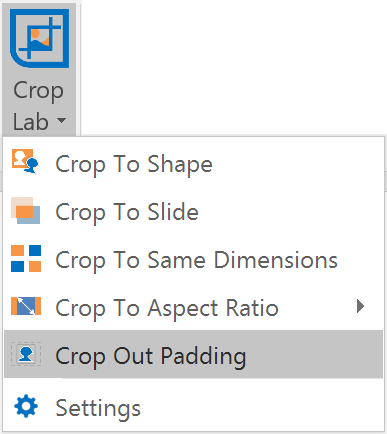 Crop
Lab
Crop To Shape
Crop To Slide
Crop To Same Dimensions
Crop To Aspect Ratio
Crop Out Padding
Settings